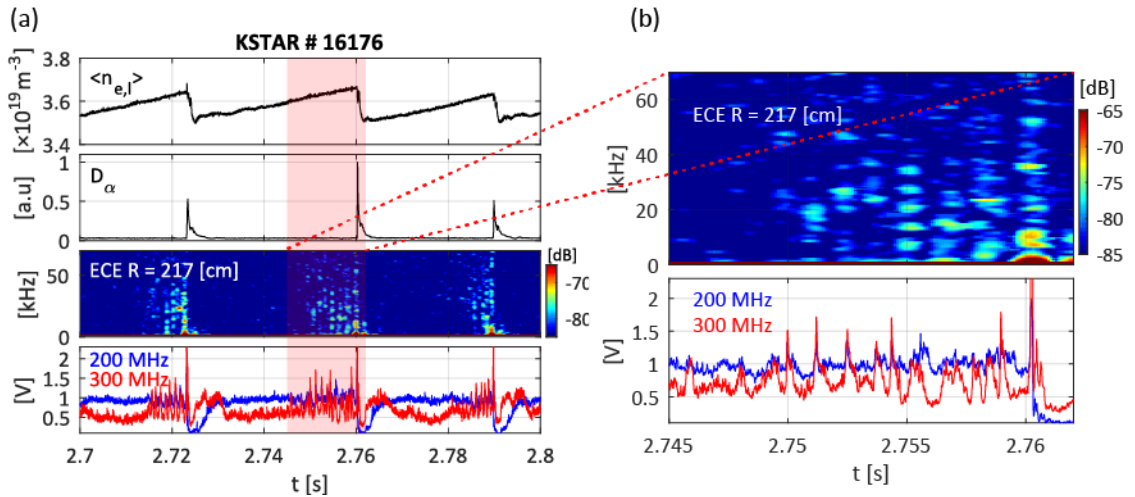 (a)
KSTAR # 16176
3.8
3.6
3.4
[×10^19 m^-3]
<n_e,l>
1
0.5
0
[a.u]
D_α
50
0
[kHz]
ECE R = 217 [cm]
[dB]
-70
-80
2
1.5
1
0.5
[V]
200 MHz
300 MHz
2.7
2.72
2.74
2.76
2.78
2.8
t [s]
(b)
60
40
20
0
[kHz]
ECE R = 217 [cm]
[dB]
-65
-70
-75
-80
-85
2
1.5
1
0.5
[V]
200 MHz
300 MHz
2.745
2.75
2.755
2.76
t [s]